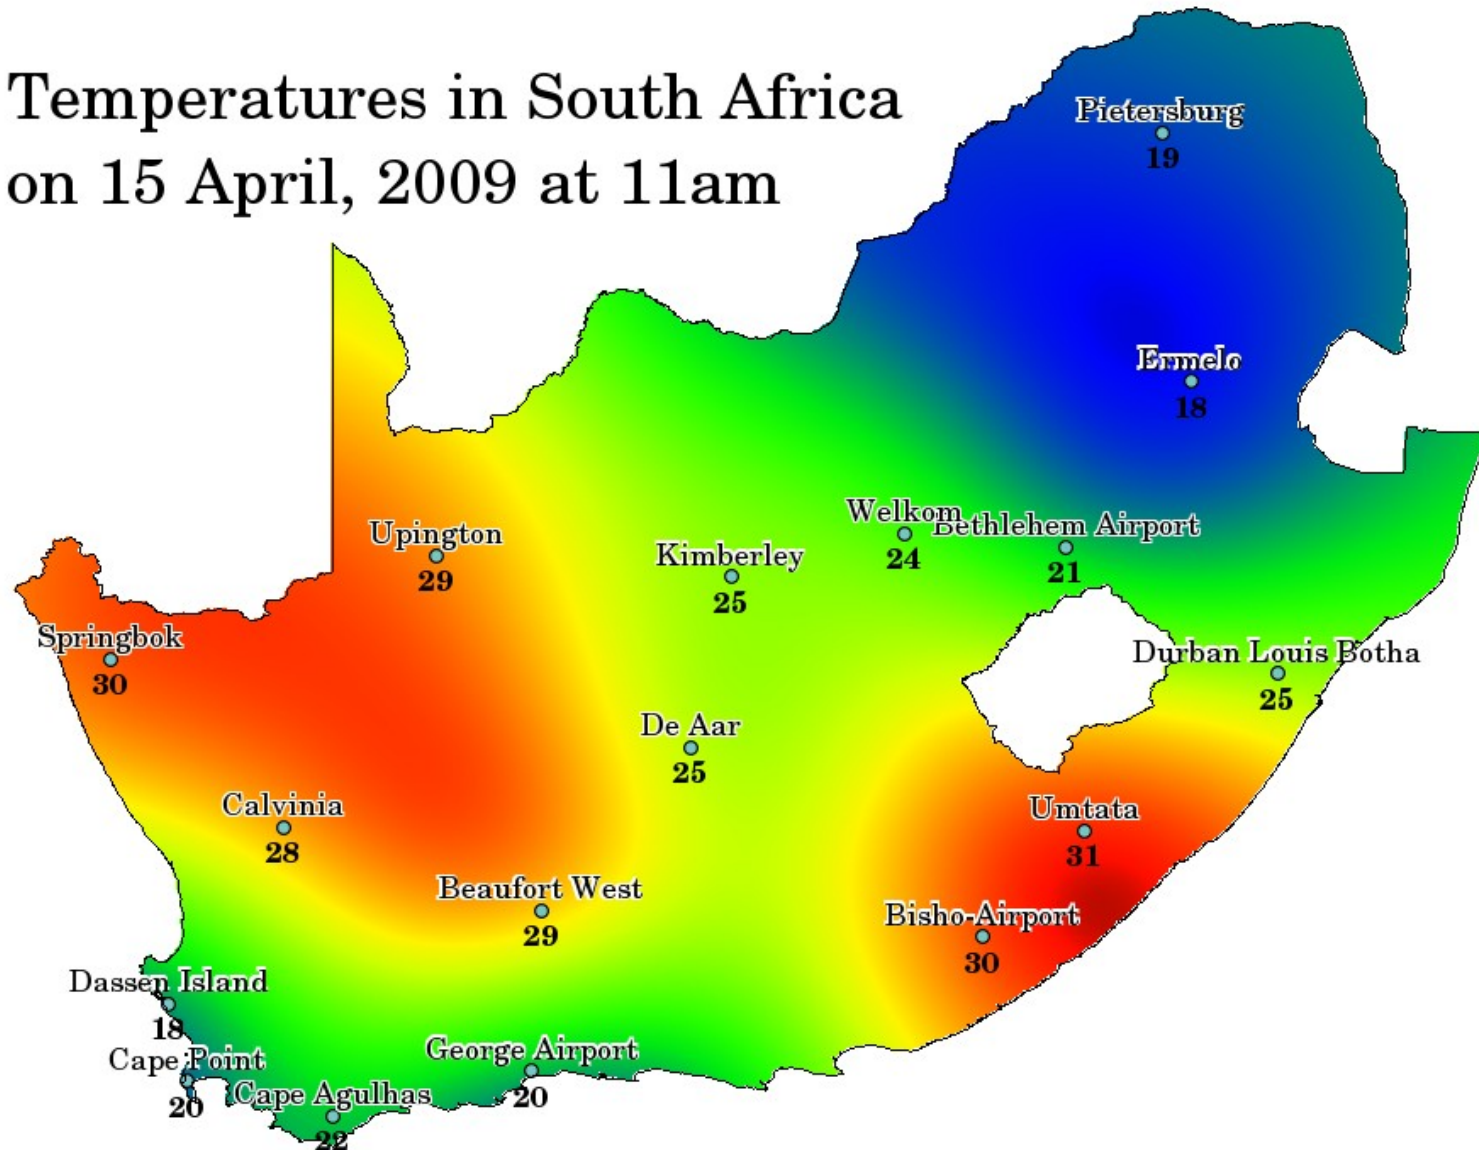 Temperatures in South Africa
on 15 April, 2009 at 11am
Pietersburg
19
Ermelo
18
Welkom
24
Bethlehem Airport
21
Upington
29
Kimberley
25
Springbok
30
Durban Louis Botha
25
De Aar
25
Calvinia
28
Umtata
31
Beaufort West
29
Bisho-Airport
30
Dassen Island
18
Cape Point
20
George Airport
20
Cape Agulhas
22